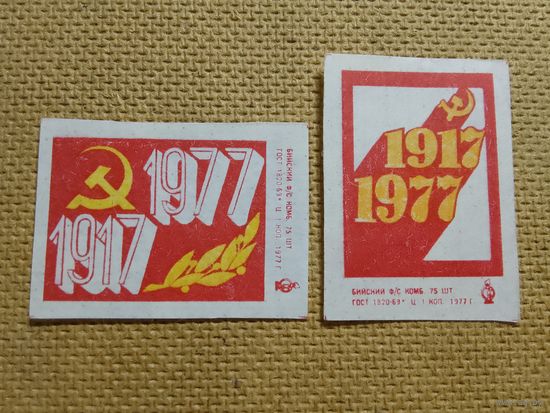 1917
1977
БИЙСКИЙ Ф/С КОМБ. 75 ШТ.
ГОСТ 1820-69* Ц. 1 КОП. 1977 Г.
1917
1977
БИЙСКИЙ Ф/С КОМБ. 75 ШТ.
ГОСТ 1820-69* Ц. 1 КОП. 1977 Г.